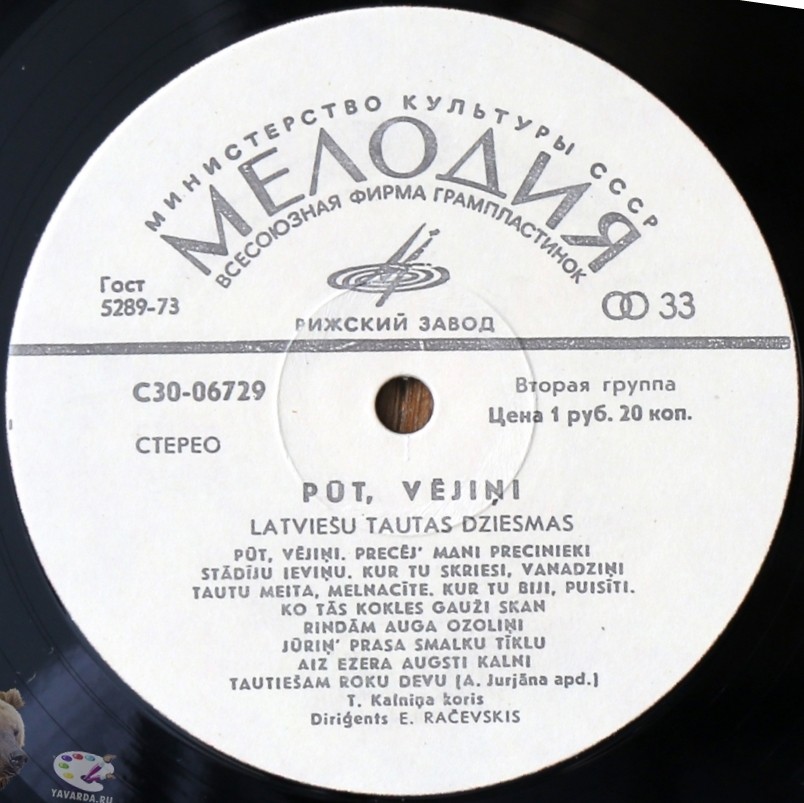 МИНИСТЕРСТВО КУЛЬТУРЫ СССР
МЕЛОДИЯ
ВСЕСОЮЗНАЯ ФИРМА ГРАМПЛАСТИНОК
Гост
5289-73
33
РИЖСКИЙ ЗАВОД
С30-06729
Вторая группа
Цена 1 руб. 20 коп.
СТЕРЕО
PŪT, VĒJIŅI
LATVIEŠU TAUTAS DZIESMAS
PŪT, VĒJIŅI. PRECĒJ' MANI PRECINIEKI
STĀDĪJU IEVIŅU. KUR TU SKRIESI, VANADZIŅI
TAUTU MEITA, MELNACĪTE. KUR TU BIJI, PUISĪTI.
KO TĀS KOKLES GAUŽI SKAN
RINDĀM AUGA OZOLIŅI
JŪRIŅ' PRASA SMALKU TĪKLU
AIZ EZERA AUGSTI KALNI
TAUTIEŠAM ROKU DEVU (A. Jurjāna apd.)
T. Kalniņa koris
Diriģents E. RAČEVSKIS
YAVARDA.RU